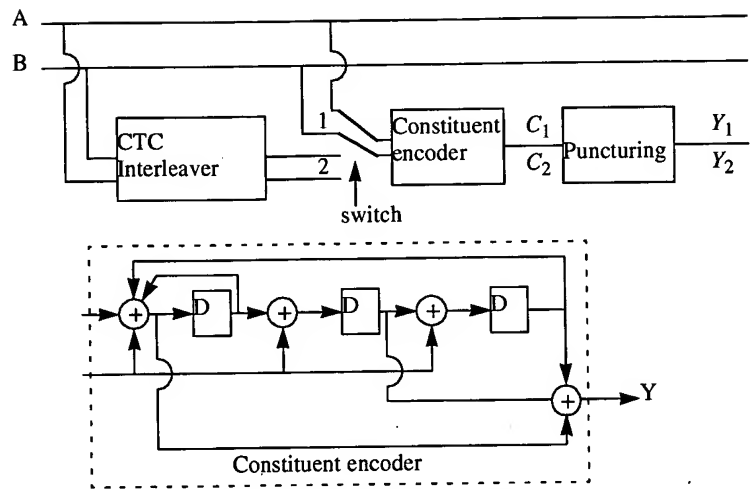 A
B
CTC
Interleaver
1
2
switch
Constituent
encoder
C₁
C₂
Puncturing
Y₁
Y₂
D
D
D
+
+
+
+
Y
Constituent encoder